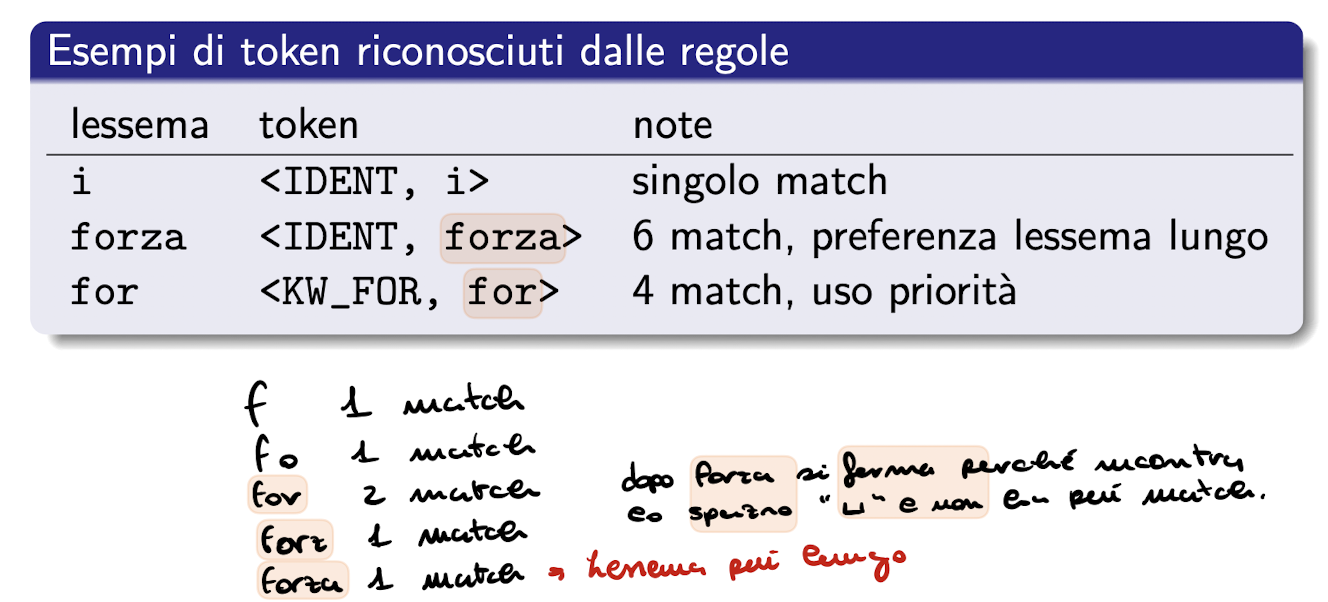 Esempi di token riconosciuti dalle regole
lessema token note
i <IDENT, i> singolo match
forza <IDENT, forza> 6 match, preferenza lessema lungo
for <KW_FOR, for> 4 match, uso priorità
f 1 match
fo 1 match
for 2 match
forz 1 match
forza 1 match → lessema più lungo
dopo forza si ferma perché incontra
lo spazio "␣" e non ha più match.